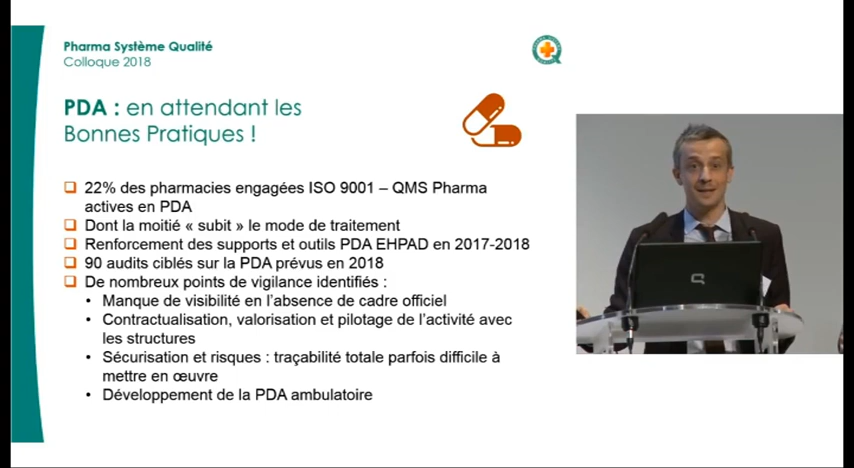 Pharma Système Qualité
Colloque 2018
PDA : en attendant les
Bonnes Pratiques !
22% des pharmacies engagées ISO 9001 – QMS Pharma
actives en PDA
Dont la moitié « subit » le mode de traitement
Renforcement des supports et outils PDA EHPAD en 2017-2018
90 audits ciblés sur la PDA prévus en 2018
De nombreux points de vigilance identifiés :
• Manque de visibilité en l’absence de cadre officiel
• Contractualisation, valorisation et pilotage de l’activité avec
les structures
• Sécurisation et risques : traçabilité totale parfois difficile à
mettre en œuvre
• Développement de la PDA ambulatoire